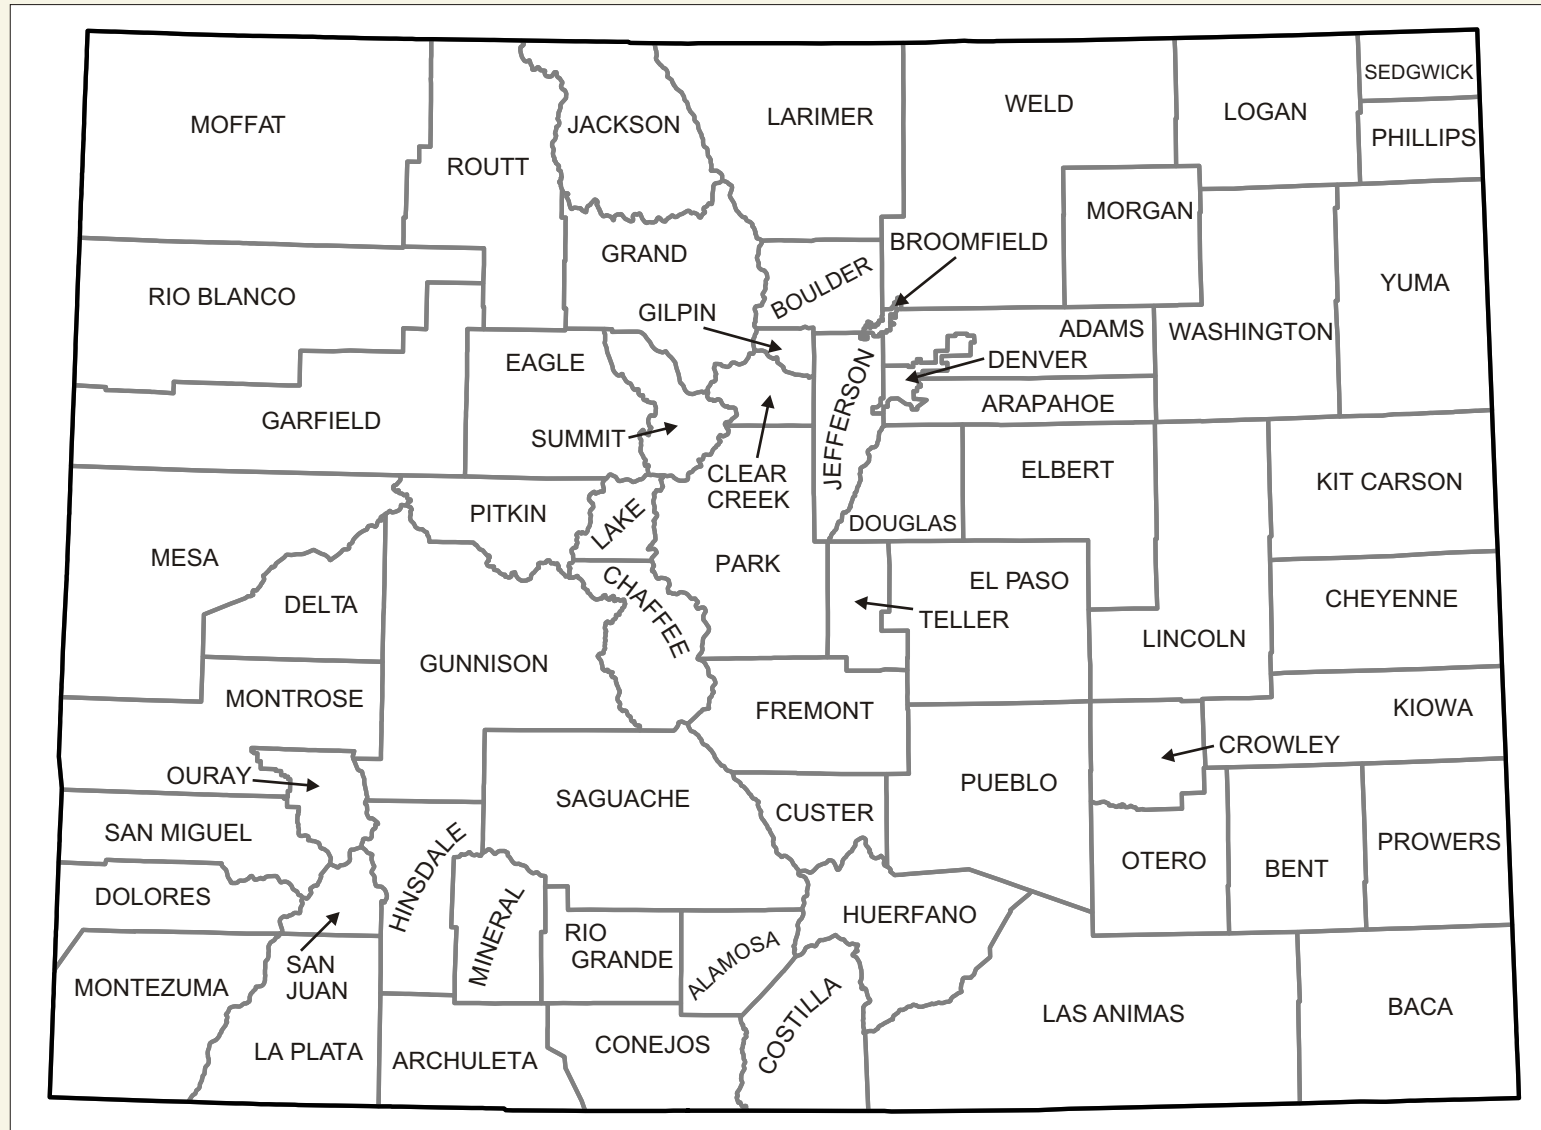 SEDGWICK
MOFFAT
JACKSON
LARIMER
WELD
LOGAN
PHILLIPS
ROUTT
MORGAN
GRAND
BROOMFIELD
RIO BLANCO
BOULDER
YUMA
GILPIN
ADAMS
WASHINGTON
EAGLE
DENVER
JEFFERSON
ARAPAHOE
GARFIELD
SUMMIT
CLEAR
CREEK
ELBERT
KIT CARSON
PITKIN
LAKE
DOUGLAS
MESA
PARK
EL PASO
DELTA
CHAFFEE
TELLER
CHEYENNE
LINCOLN
GUNNISON
MONTROSE
FREMONT
KIOWA
CROWLEY
OURAY
PUEBLO
SAGUACHE
CUSTER
SAN MIGUEL
HINSDALE
OTERO
BENT
PROWERS
DOLORES
MINERAL
HUERFANO
RIO
GRANDE
ALAMOSA
SAN
JUAN
MONTEZUMA
COSTILLA
LAS ANIMAS
BACA
LA PLATA
ARCHULETA
CONEJOS